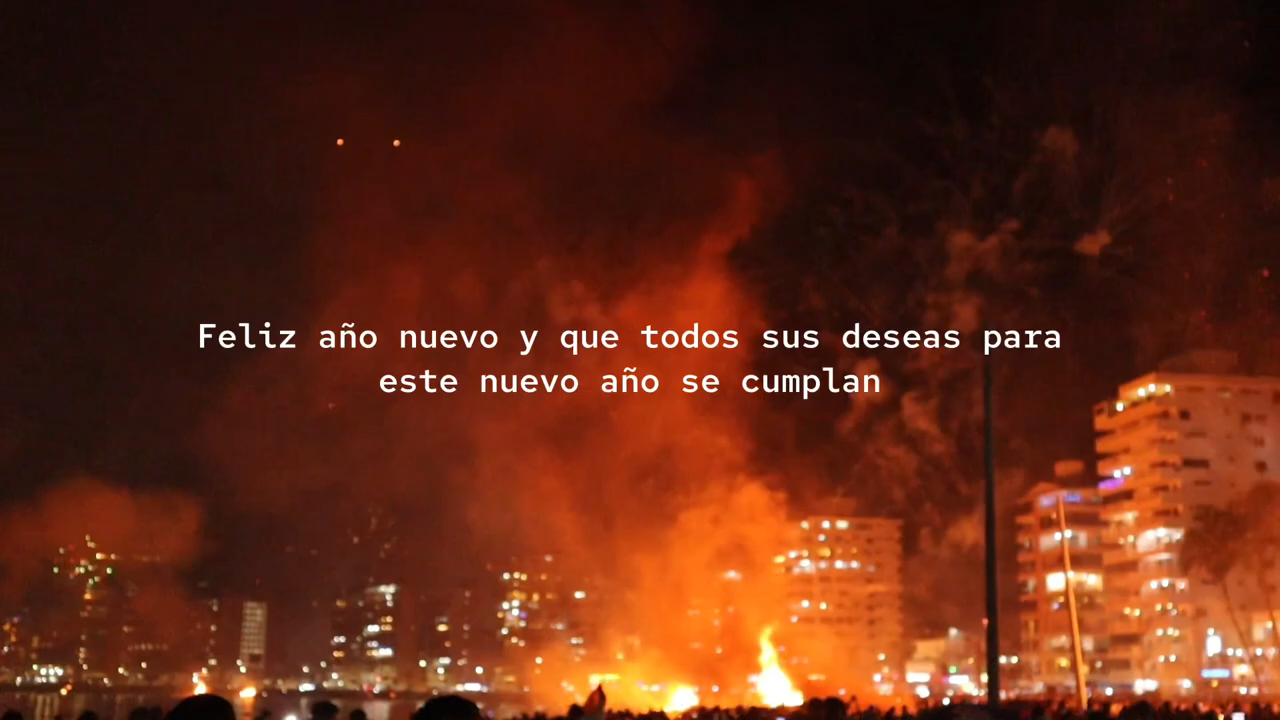 Feliz año nuevo y que todos sus deseas para
este nuevo año se cumplan